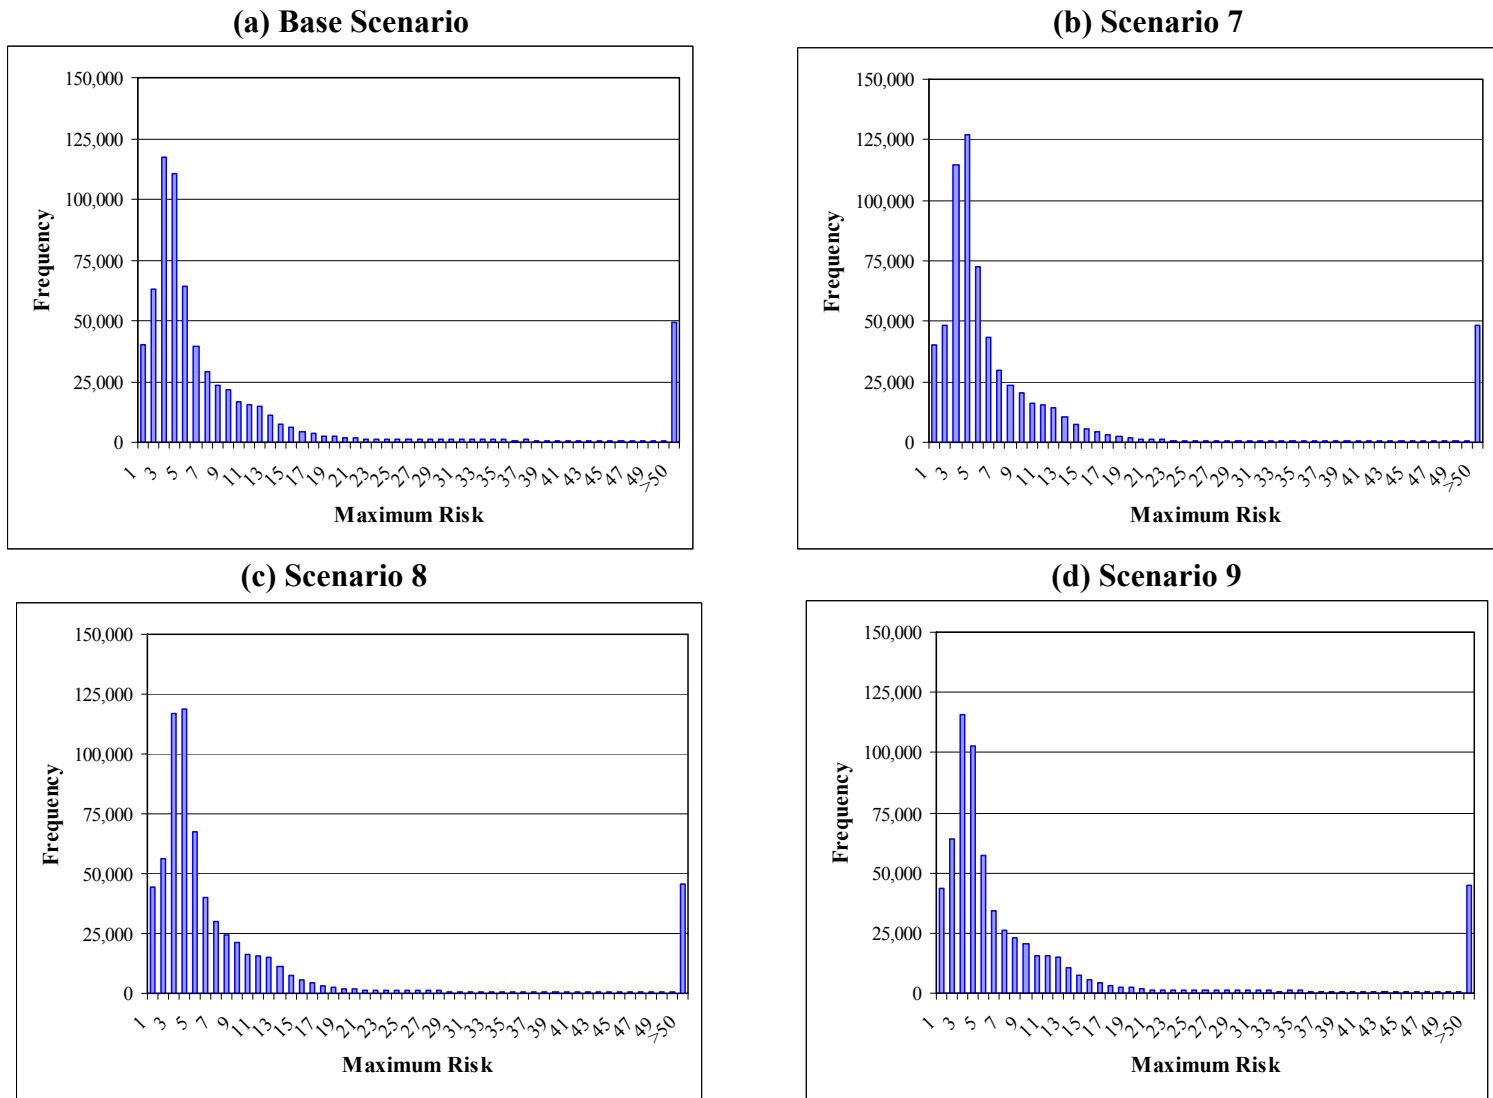 (a) Base Scenario
150,000
125,000
100,000
75,000
50,000
25,000
0
Frequency
1 3 5 7 9 11 13 15 17 19 21 23 25 27 29 31 33 35 37 39 41 43 45 47 49 >50
Maximum Risk
(b) Scenario 7
150,000
125,000
100,000
75,000
50,000
25,000
0
Frequency
1 3 5 7 9 11 13 15 17 19 21 23 25 27 29 31 33 35 37 39 41 43 45 47 49 >50
Maximum Risk
(c) Scenario 8
150,000
125,000
100,000
75,000
50,000
25,000
0
Frequency
1 3 5 7 9 11 13 15 17 19 21 23 25 27 29 31 33 35 37 39 41 43 45 47 49 >50
Maximum Risk
(d) Scenario 9
150,000
125,000
100,000
75,000
50,000
25,000
0
Frequency
1 3 5 7 9 11 13 15 17 19 21 23 25 27 29 31 33 35 37 39 41 43 45 47 49 >50
Maximum Risk